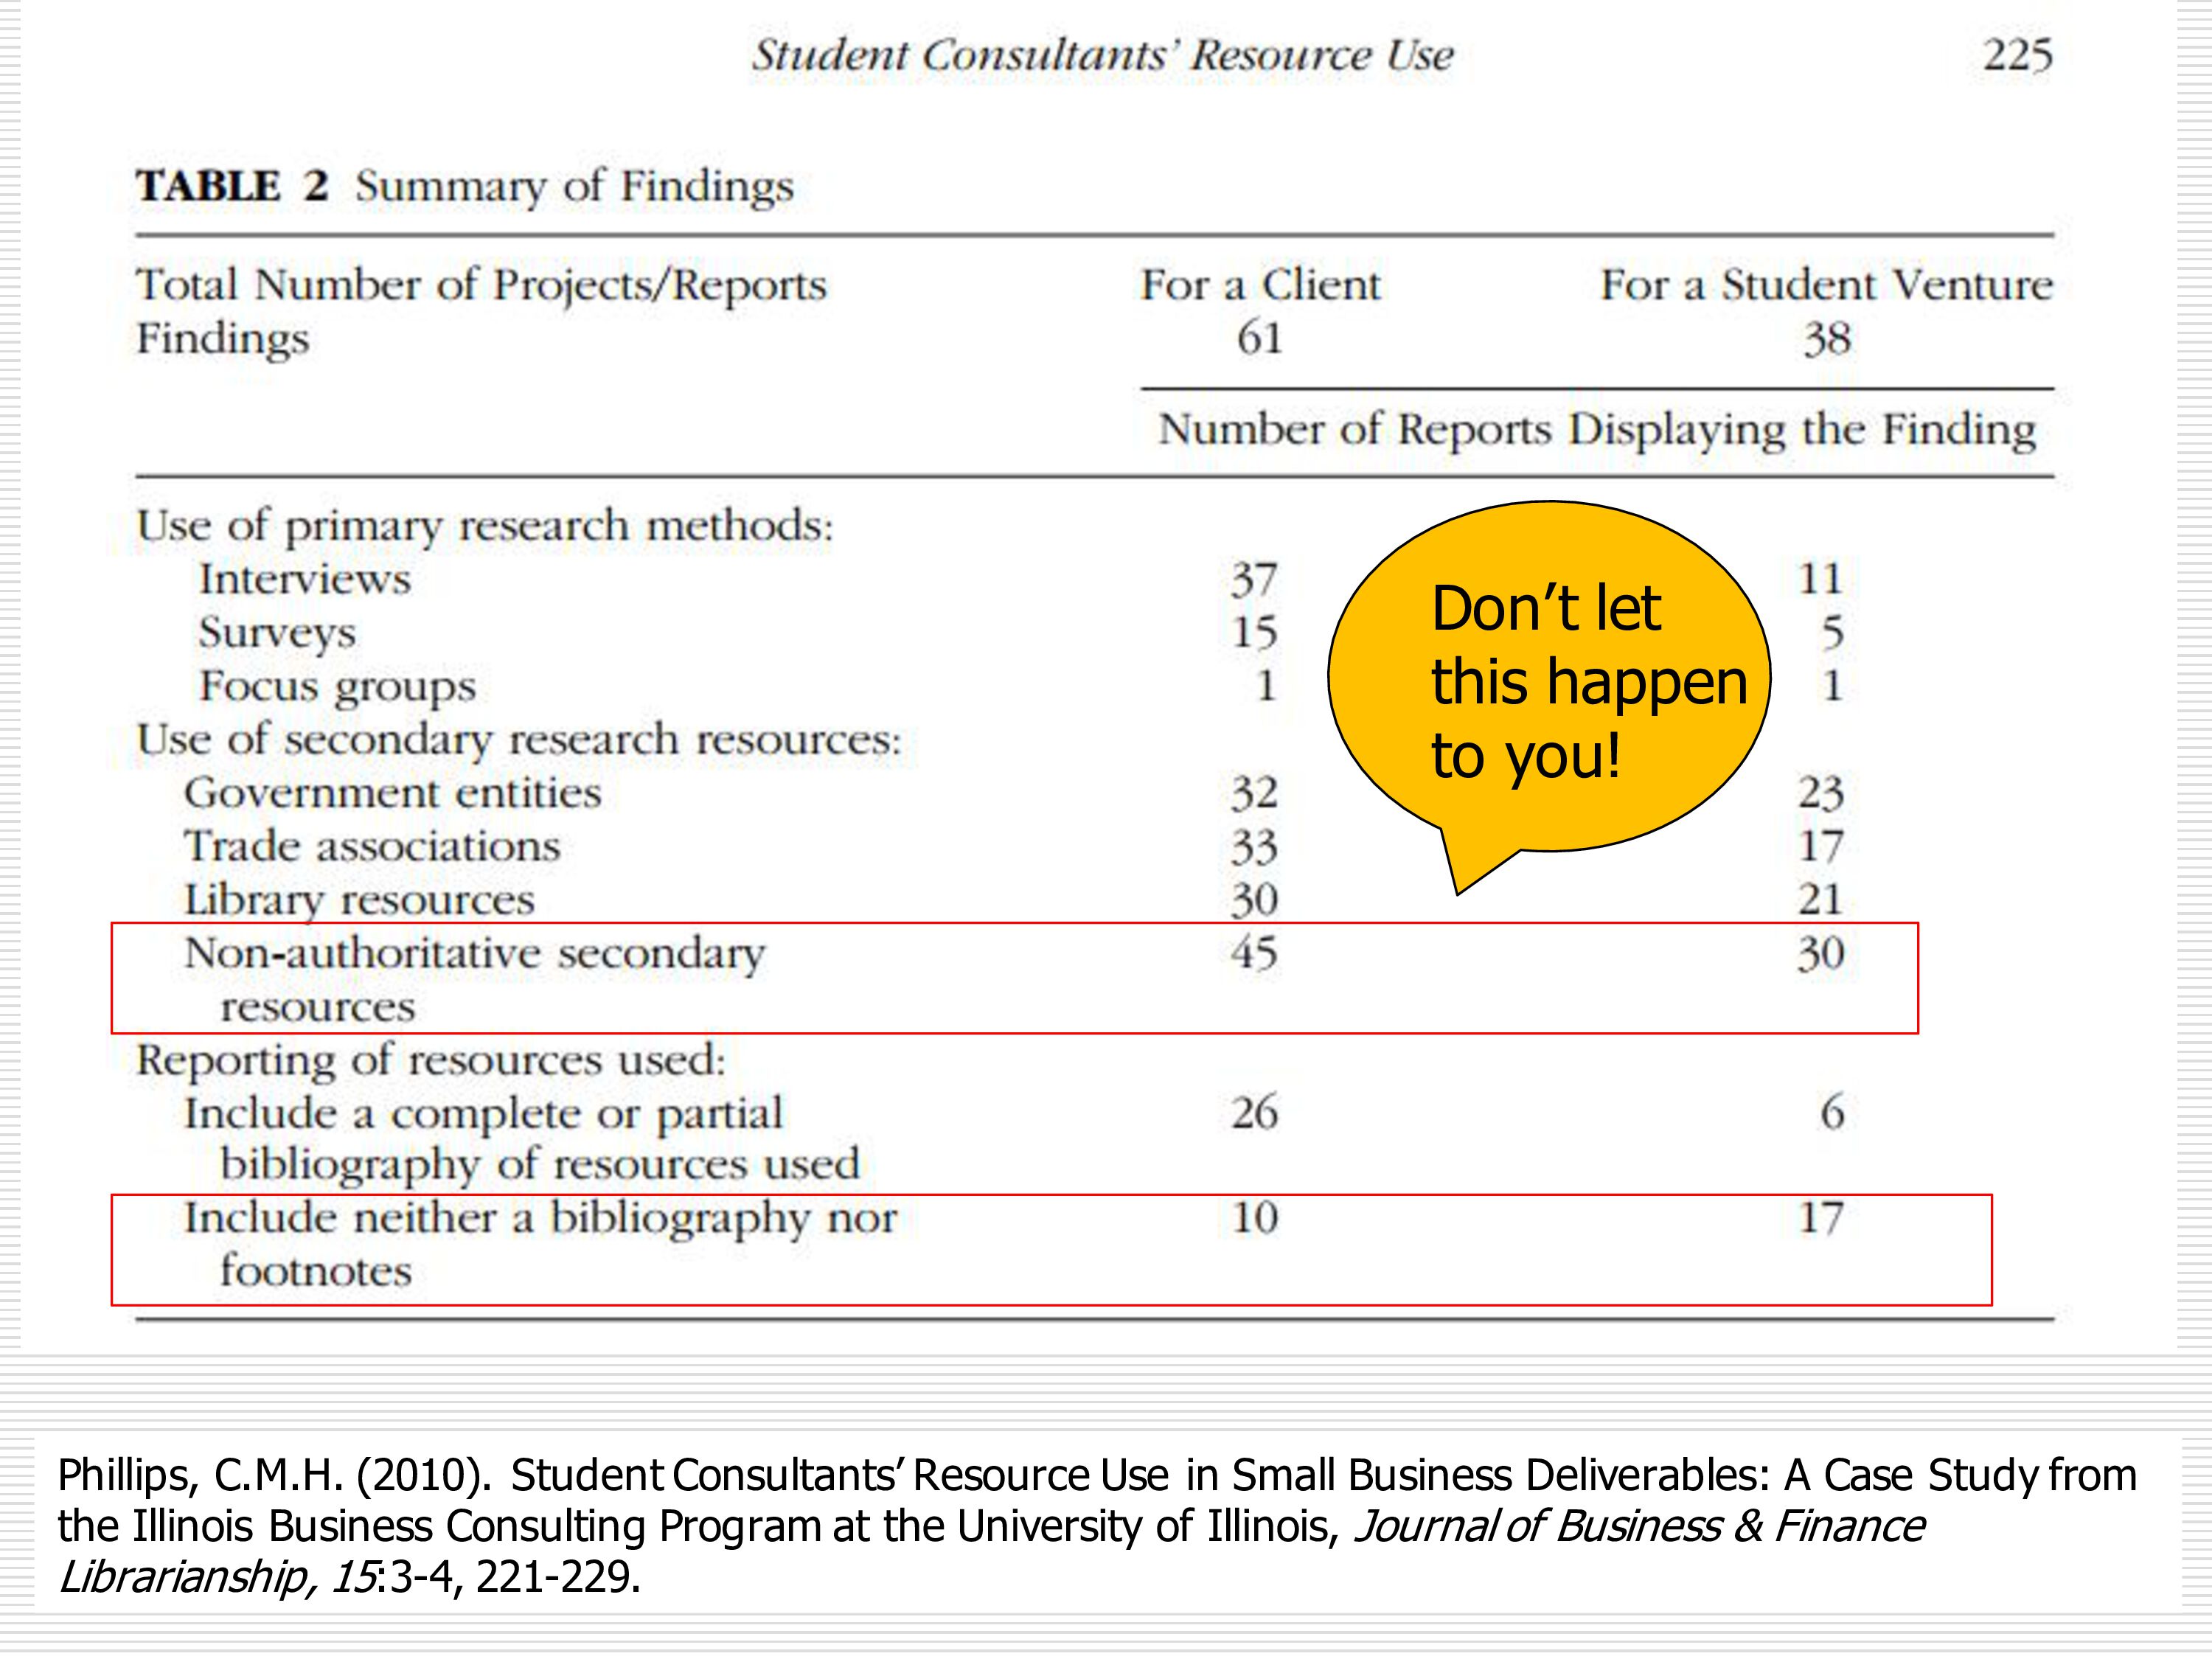 Student Consultants' Resource Use 225
TABLE 2 Summary of Findings
Total Number of Projects/Reports For a Client For a Student Venture
Findings 61 38
Number of Reports Displaying the Finding
Use of primary research methods:
Interviews 37 11
Surveys 15 5
Focus groups 1 1
Don't let
this happen
to you!
Use of secondary research resources:
Government entities 32 23
Trade associations 33 17
Library resources 30 21
Non-authoritative secondary 45 30
resources
Reporting of resources used:
Include a complete or partial 26 6
bibliography of resources used
Include neither a bibliography nor 10 17
footnotes
Phillips, C.M.H. (2010). Student Consultants' Resource Use in Small Business Deliverables: A Case Study from
the Illinois Business Consulting Program at the University of Illinois, Journal of Business & Finance
Librarianship, 15:3-4, 221-229.